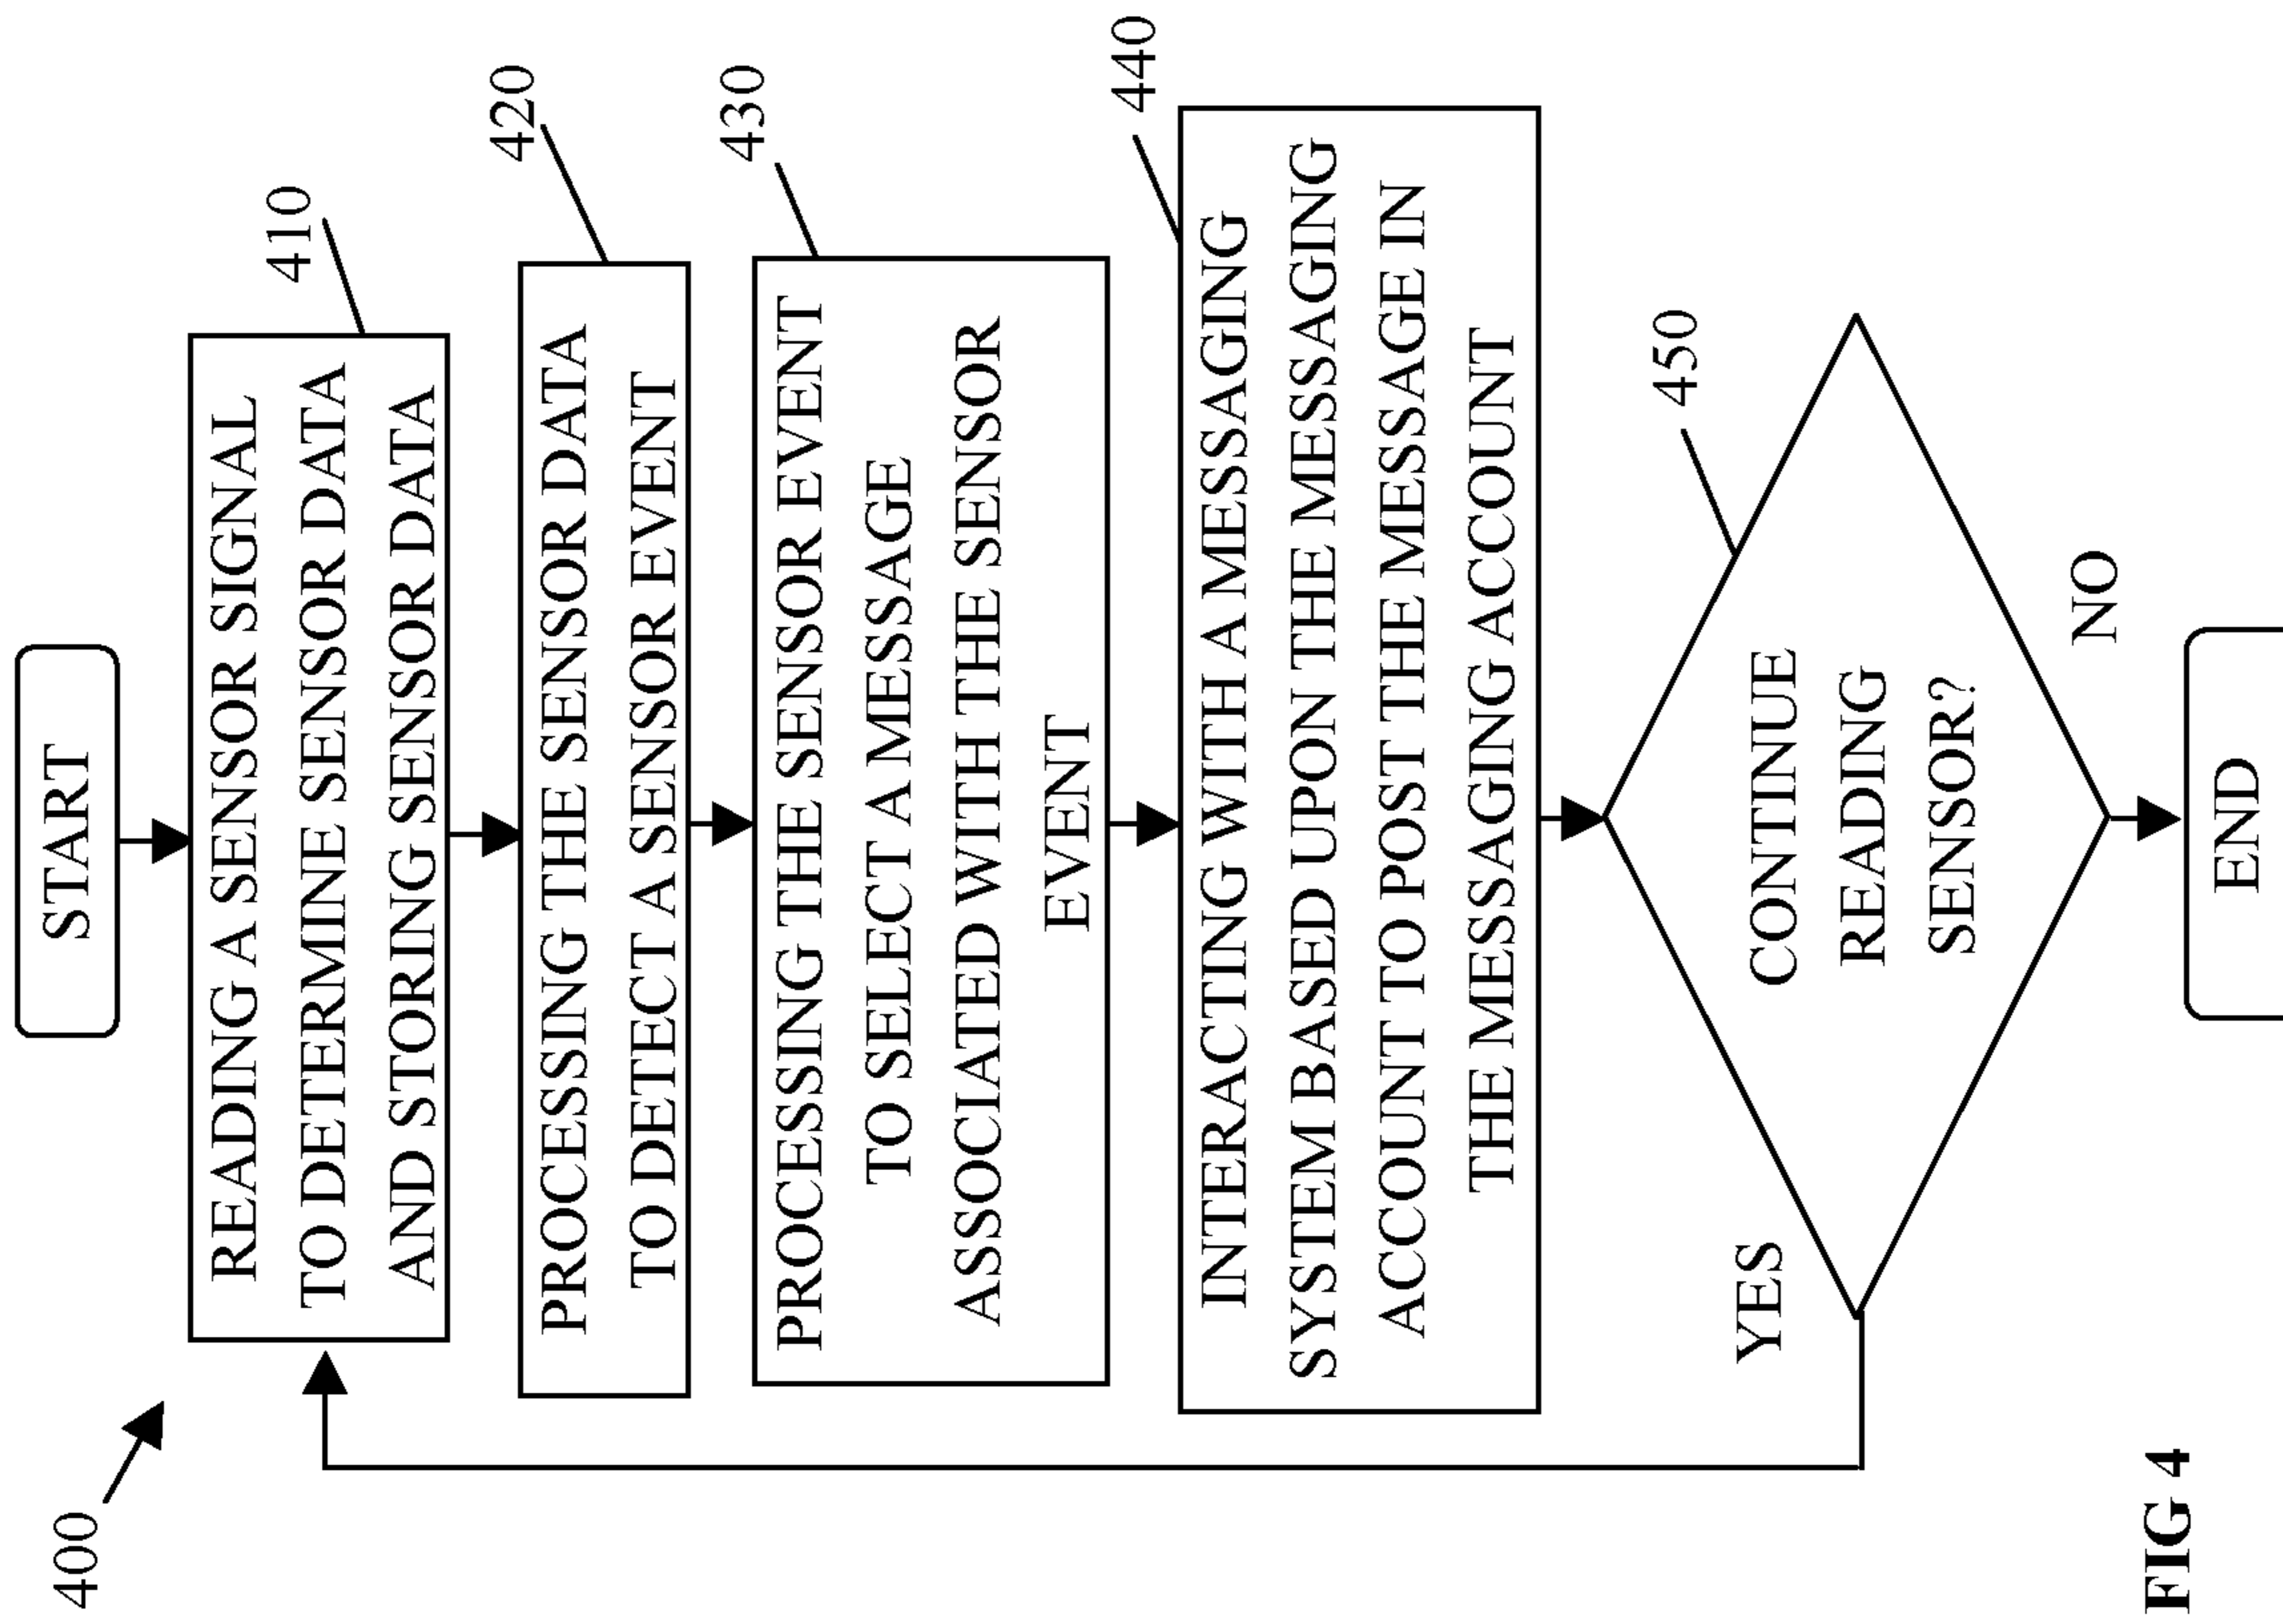 400
START
410
READING A SENSOR SIGNAL
TO DETERMINE SENSOR DATA
AND STORING SENSOR DATA
420
PROCESSING THE SENSOR DATA
TO DETECT A SENSOR EVENT
430
PROCESSING THE SENSOR EVENT
TO SELECT A MESSAGE
ASSOCIATED WITH THE SENSOR
EVENT
440
INTERACTING WITH A MESSAGING
SYSTEM BASED UPON THE MESSAGING
ACCOUNT TO POST THE MESSAGE IN
THE MESSAGING ACCOUNT
450
CONTINUE
READING
SENSOR?
YES
NO
END
FIG 4